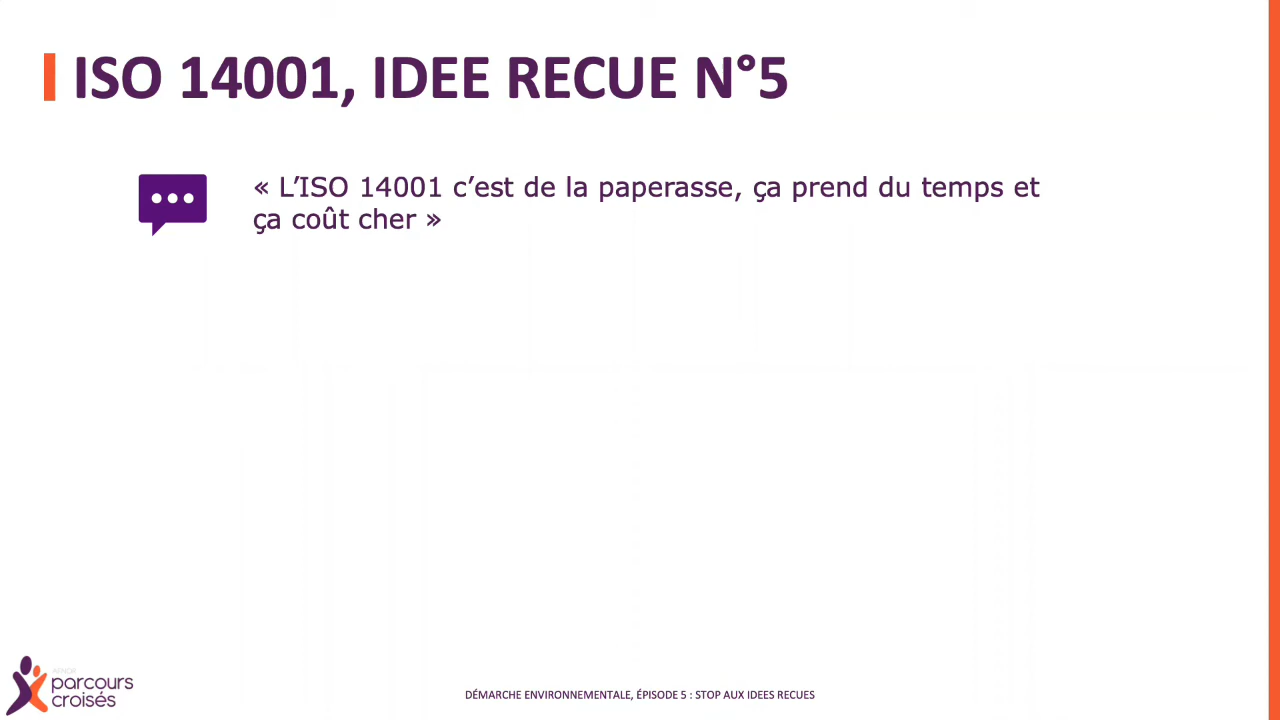 ISO 14001, IDEE RECUE N°5
« L’ISO 14001 c’est de la paperasse, ça prend du temps et
ça coût cher »
AFNOR
parcours
croisés
DÉMARCHE ENVIRONNEMENTALE, ÉPISODE 5 : STOP AUX IDEES RECUES